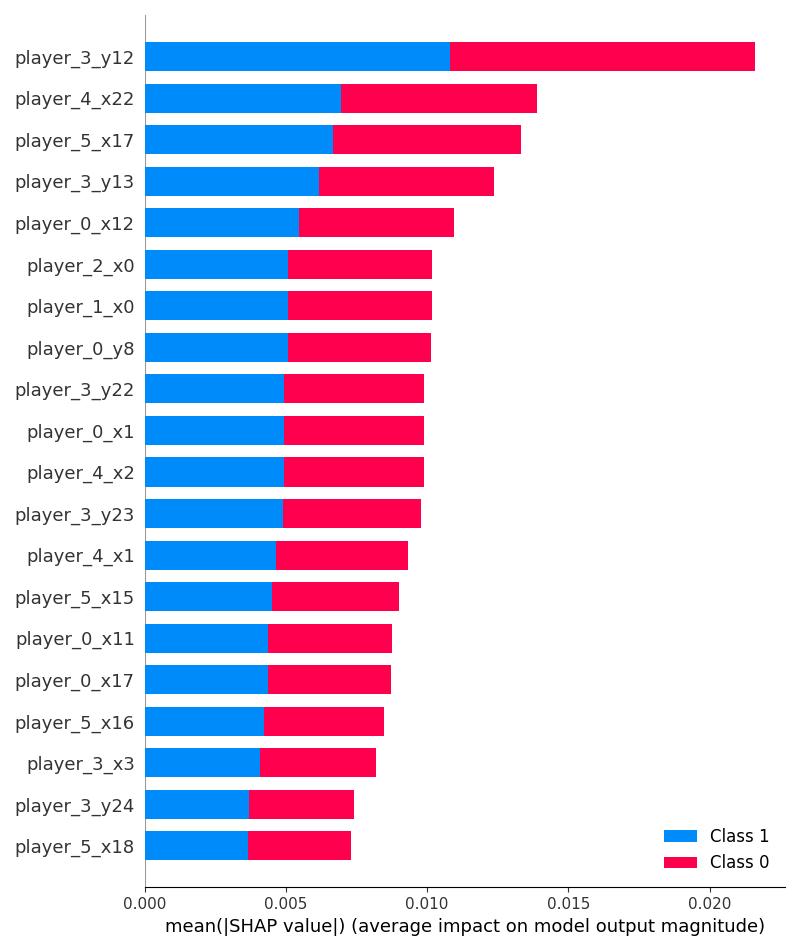 player_3_y12
player_4_x22
player_5_x17
player_3_y13
player_0_x12
player_2_x0
player_1_x0
player_0_y8
player_3_y22
player_0_x1
player_4_x2
player_3_y23
player_4_x1
player_5_x15
player_0_x11
player_0_x17
player_5_x16
player_3_x3
player_3_y24
player_5_x18
Class 1
Class 0
0.000 0.005 0.010 0.015 0.020
mean(|SHAP value|) (average impact on model output magnitude)